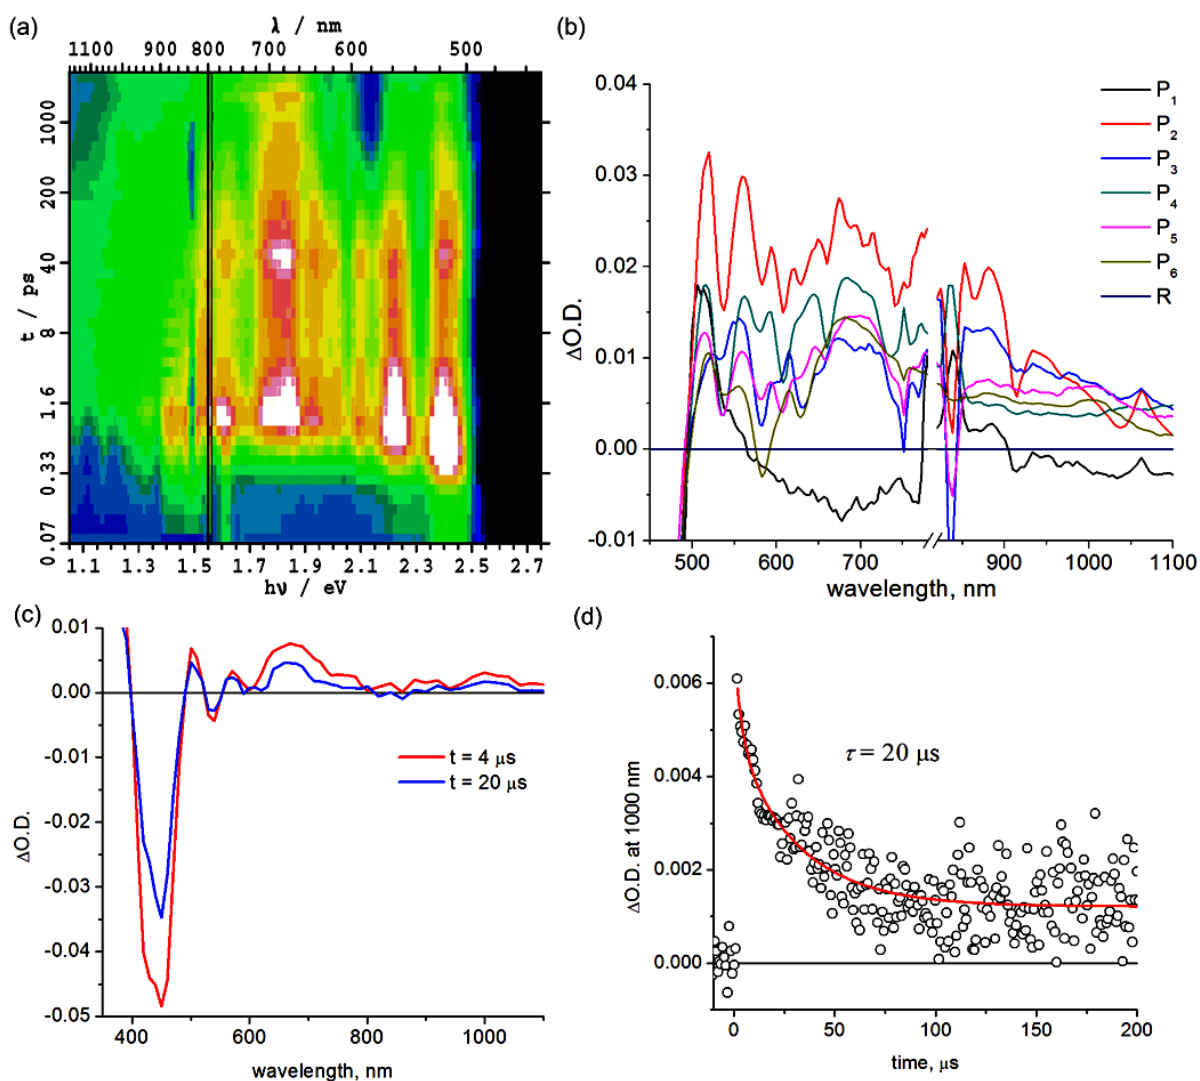 (a)
λ / nm
1100 900 800 700 600 500
t / ps
1000
200
40
8
1.6
0.33
0.07
1.1 1.3 1.5 1.7 1.9 2.1 2.3 2.5 2.7
hν / eV
(b)
ΔO.D.
0.04
0.03
0.02
0.01
0.00
-0.01
P₁
P₂
P₃
P₄
P₅
P₆
R
500 600 700 900 1000 1100
wavelength, nm
(c)
ΔO.D.
0.01
0.00
-0.01
-0.02
-0.03
-0.04
-0.05
t = 4 μs
t = 20 μs
400 600 800 1000
wavelength, nm
(d)
ΔO.D. at 1000 nm
0.006
0.004
0.002
0.000
τ = 20 μs
0 50 100 150 200
time, μs